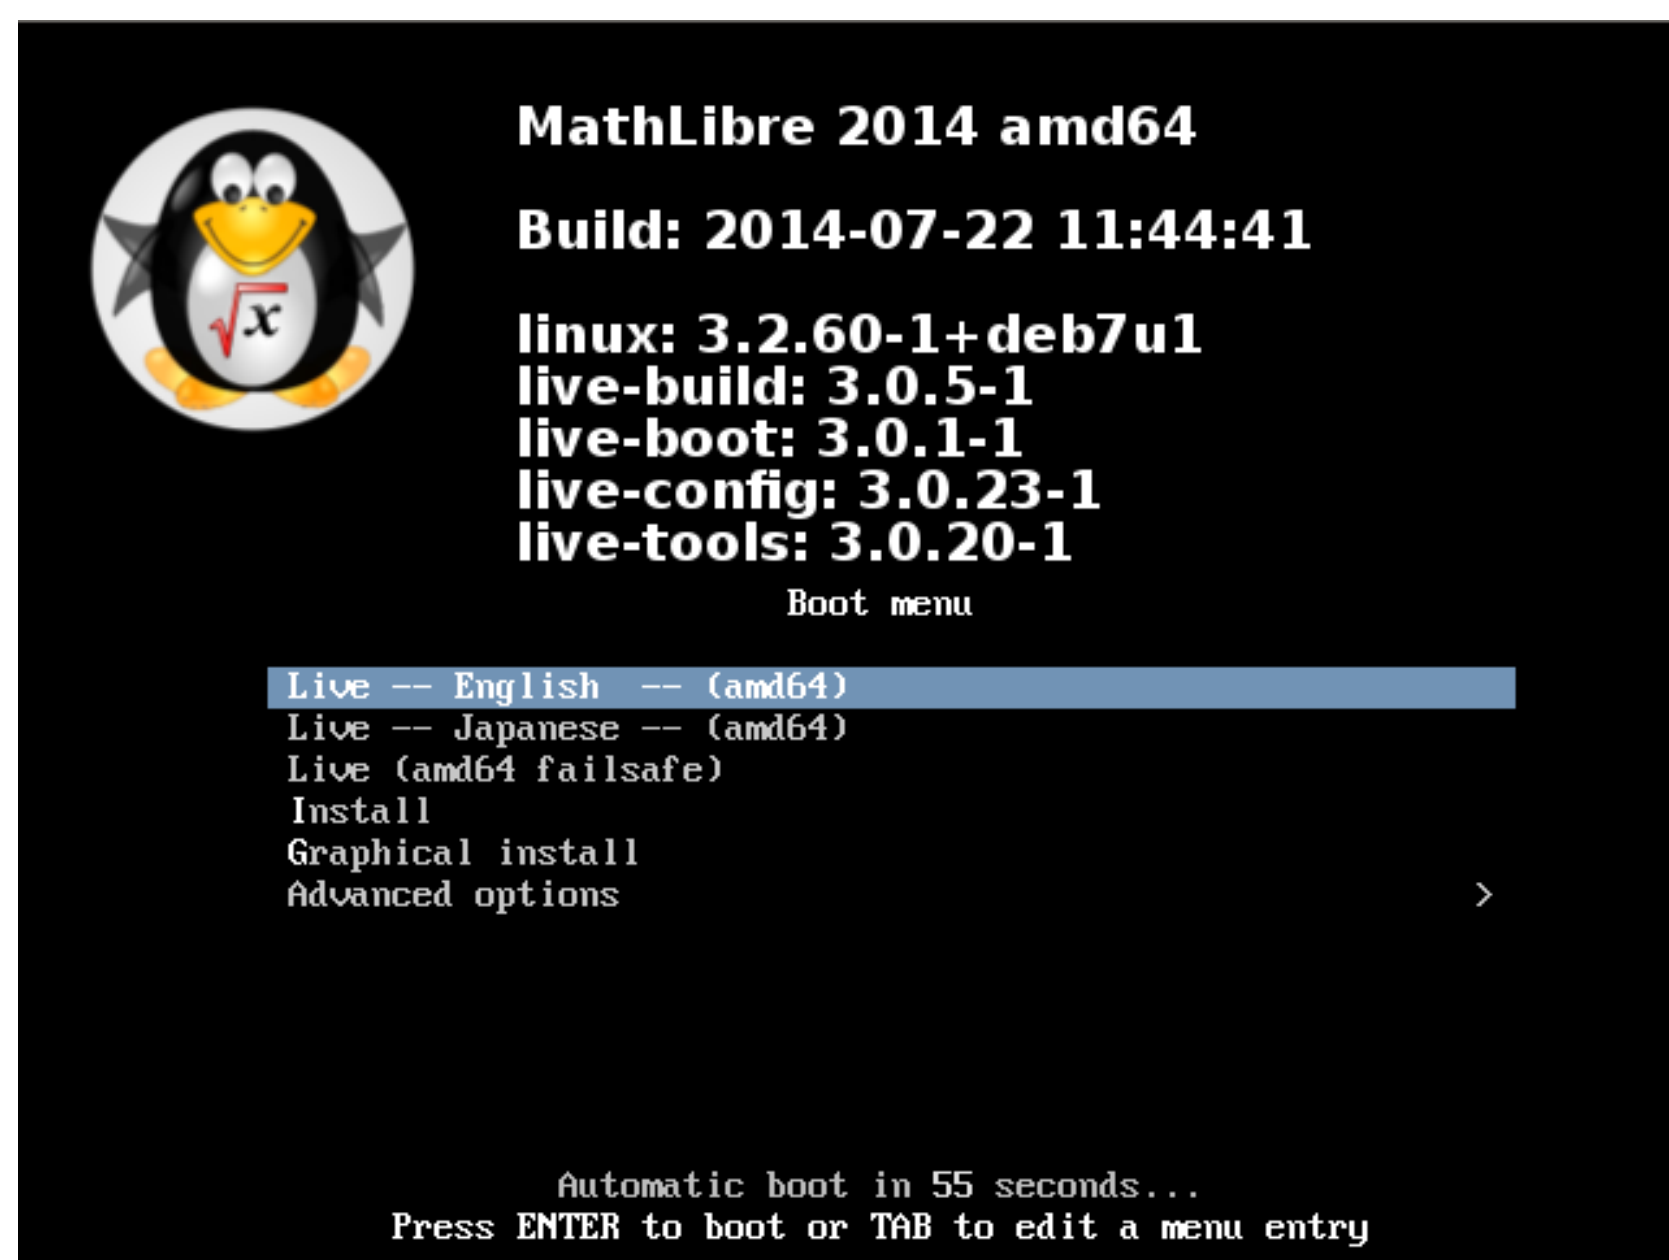 MathLibre 2014 amd64
Build: 2014-07-22 11:44:41
linux: 3.2.60-1+deb7u1
live-build: 3.0.5-1
live-boot: 3.0.1-1
live-config: 3.0.23-1
live-tools: 3.0.20-1
√x
Boot menu
Live -- English  -- (amd64)
Live -- Japanese -- (amd64)
Live (amd64 failsafe)
Install
Graphical install
Advanced options >
Automatic boot in 55 seconds...
Press ENTER to boot or TAB to edit a menu entry